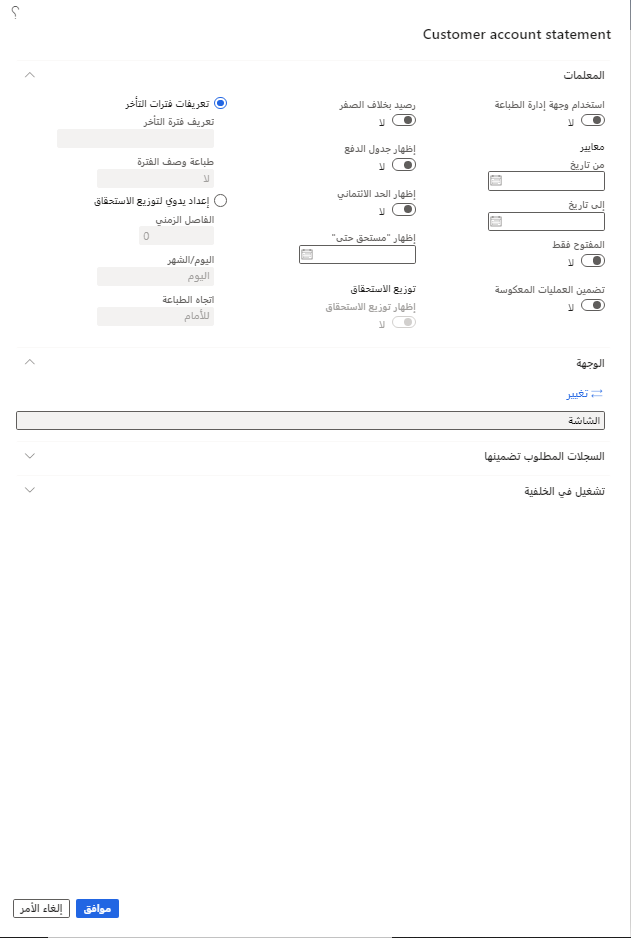 ؟
Customer account statement
المعلمات
استخدام وجهة إدارة الطباعة
لا
معايير
من تاريخ
إلى تاريخ
المفتوح فقط
لا
تضمين العمليات المعكوسة
لا
رصيد بخلاف الصفر
لا
إظهار جدول الدفع
لا
إظهار الحد الائتماني
لا
إظهار "مستحق حتى"
توزيع الاستحقاق
إظهار توزيع الاستحقاق
لا
تعريفات فترات التأخر
تعريف فترة التأخر
طباعة وصف الفترة
لا
إعداد يدوي لتوزيع الاستحقاق
الفاصل الزمني
0
اليوم/الشهر
اليوم
اتجاه الطباعة
للأمام
الوجهة
تغيير
الشاشة
السجلات المطلوب تضمينها
تشغيل في الخلفية
موافق
إلغاء الأمر